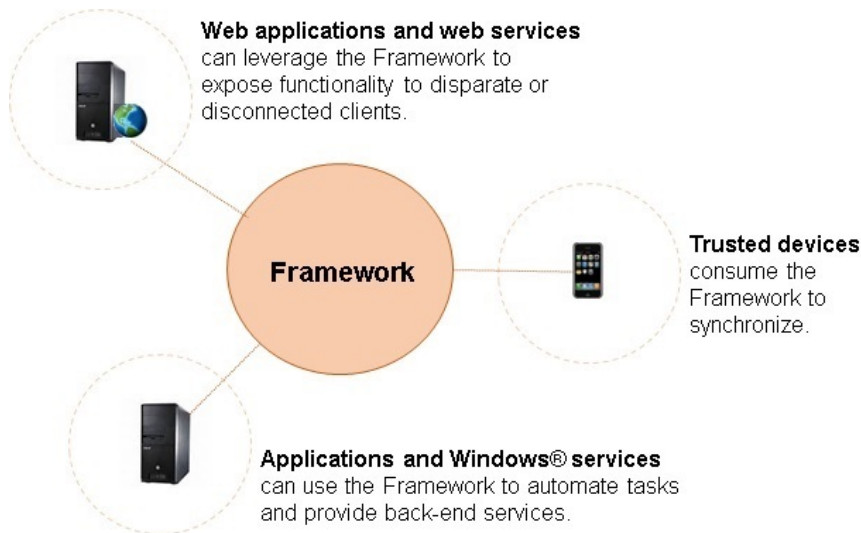 Web applications and web services
can leverage the Framework to
expose functionality to disparate or
disconnected clients.
Framework
Trusted devices
consume the
Framework to
synchronize.
Applications and Windows® services
can use the Framework to automate tasks
and provide back-end services.